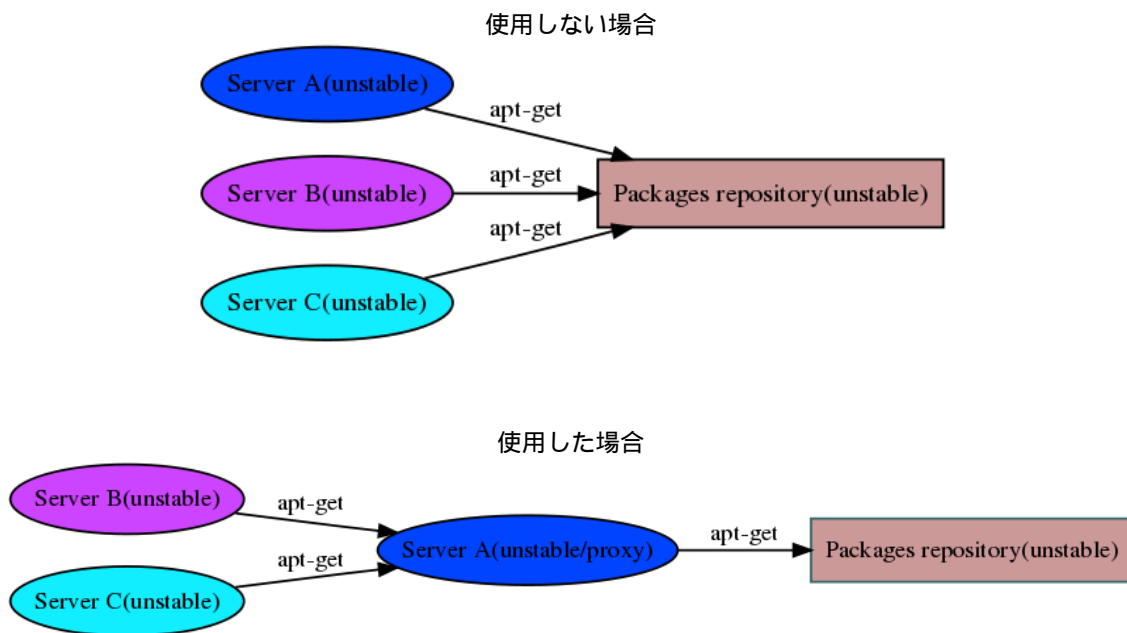 使用しない場合
Server A(unstable)
apt-get
Server B(unstable)
apt-get
Packages repository(unstable)
apt-get
Server C(unstable)
使用した場合
Server B(unstable)
apt-get
Server A(unstable/proxy)
apt-get
Packages repository(unstable)
apt-get
Server C(unstable)